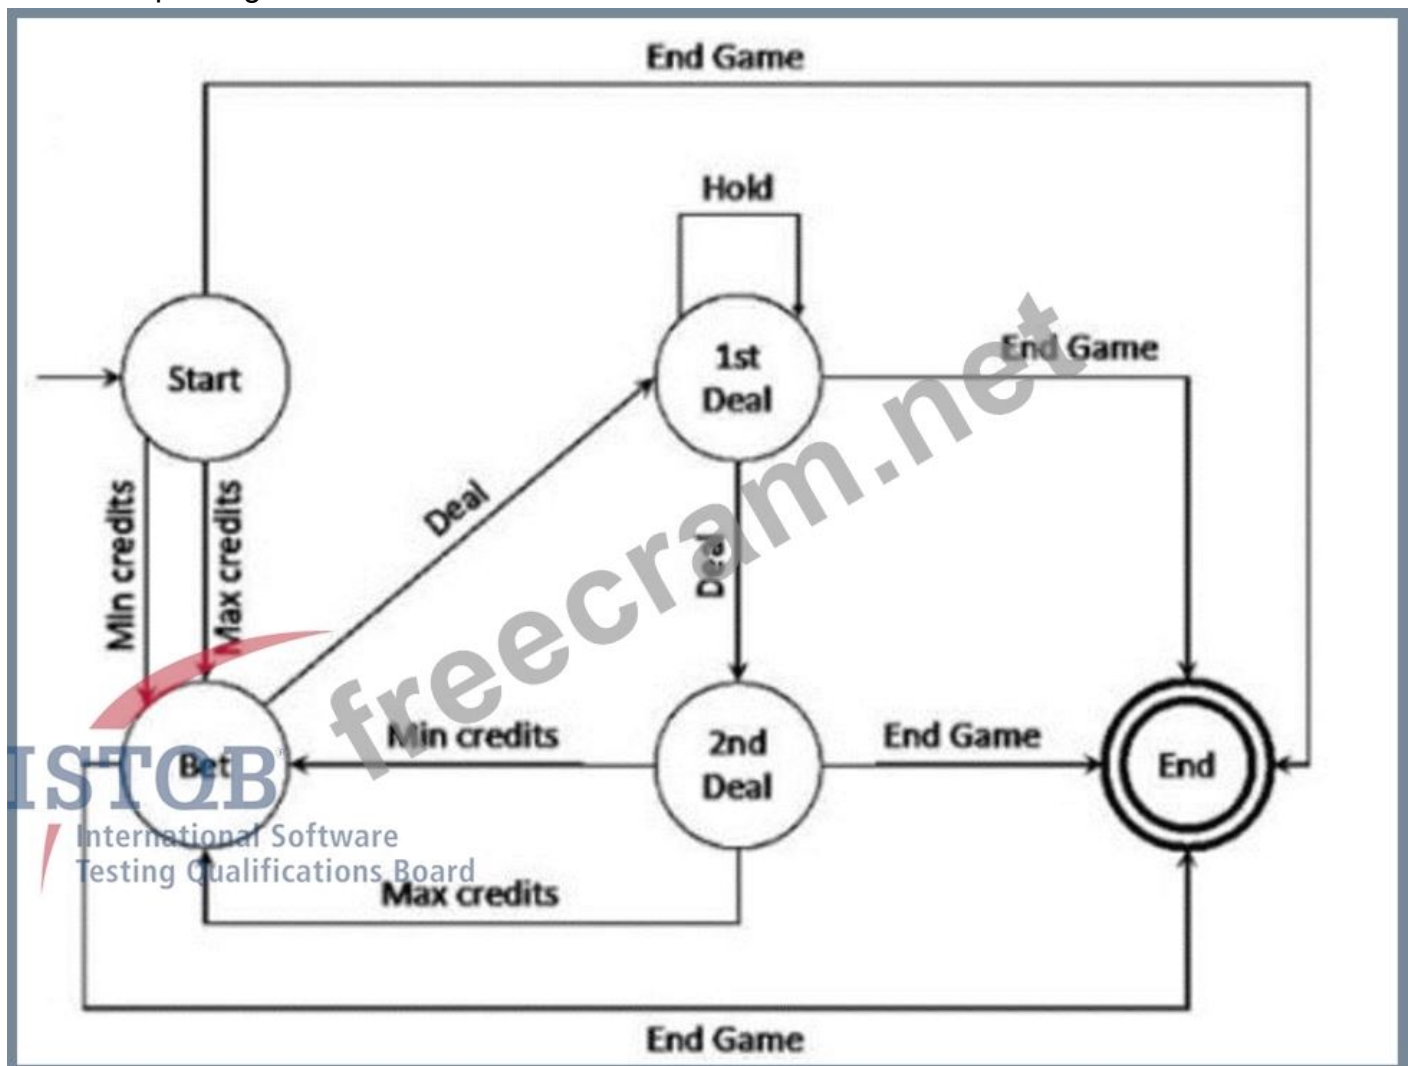 End Game
Hold
Start
1st
Deal
End Game
Min credits
Max credits
Deal
Deal
freecram.net
Bet
Min credits
2nd
Deal
End Game
End
ISTQB
International Software
Testing Qualifications Board
Max credits
End Game